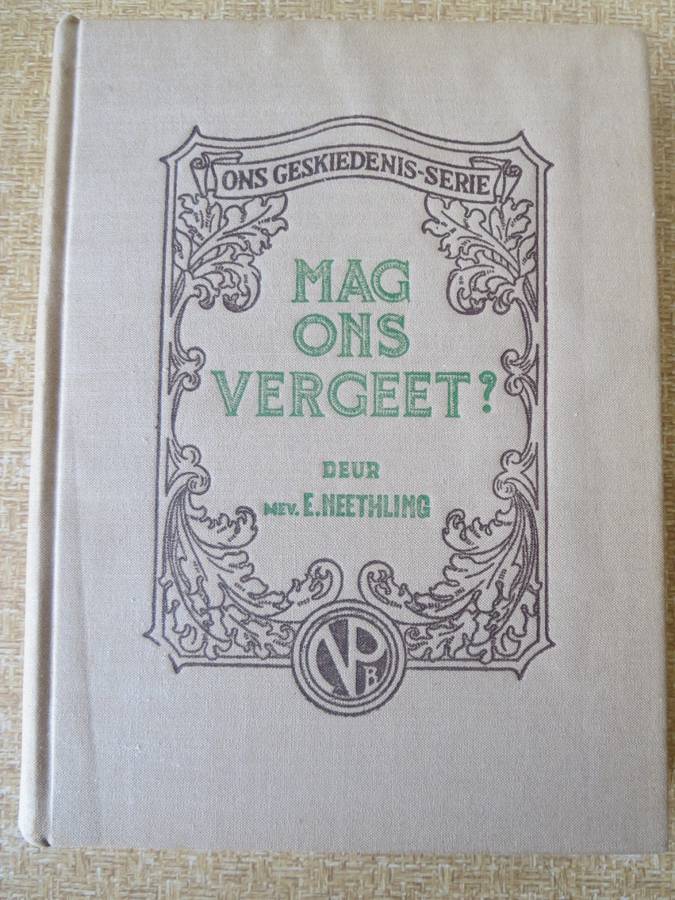 ONS GESKIEDENIS-SERIE
MAG
ONS
VERGEET?
DEUR
MEV. E. NEETHLING
NPB